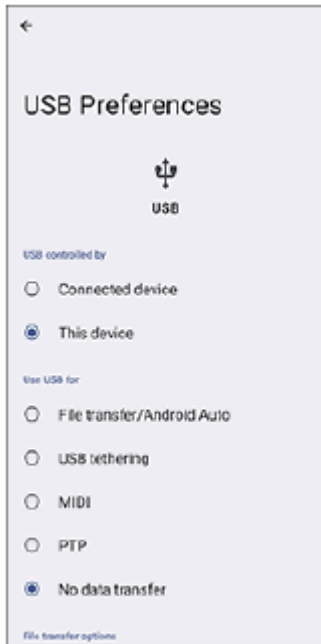 USB Preferences
USB
USB controlled by
Connected device
This device
Use USB for
File transfer/Android Auto
USB tethering
MIDI
PTP
No data transfer
File transfer options